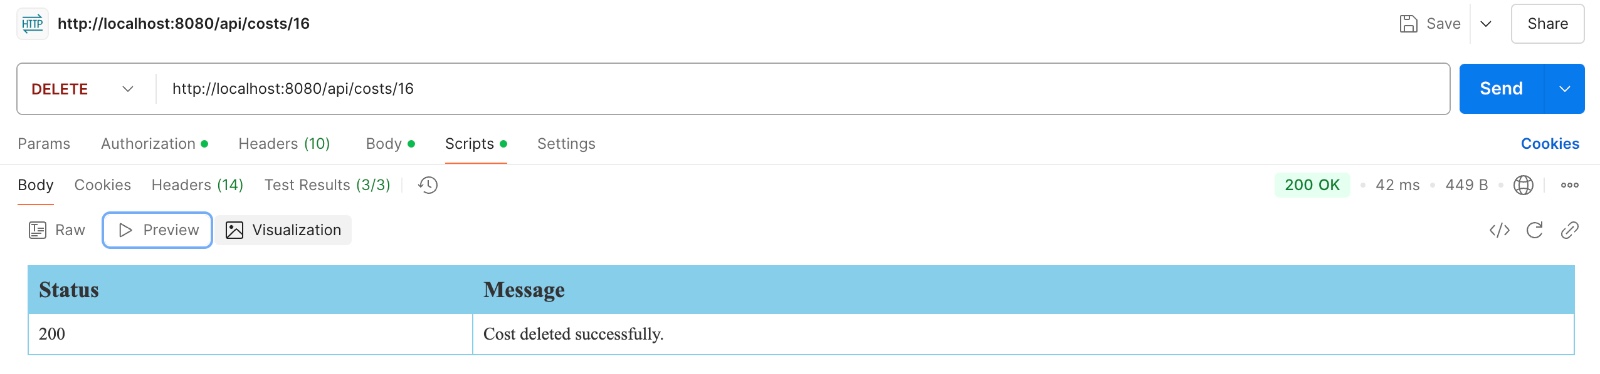 HTTP http://localhost:8080/api/costs/16 Save Share
DELETE http://localhost:8080/api/costs/16 Send
Params Authorization Headers (10) Body Scripts Settings Cookies
Body Cookies Headers (14) Test Results (3/3) 200 OK 42 ms 449 B
Raw Preview Visualization
Status Message
200 Cost deleted successfully.